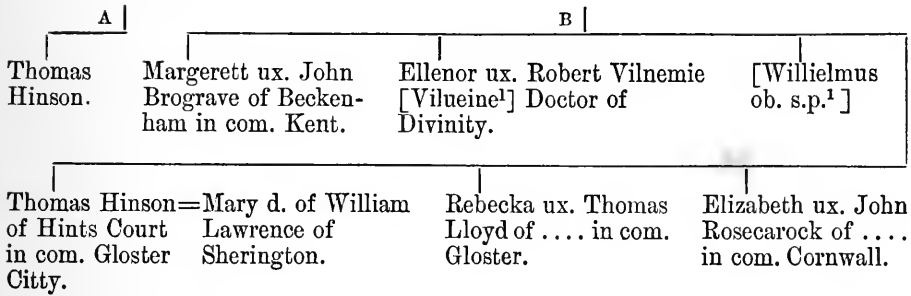 A B
Thomas
Hinson.
Margerett ux. John
Brograve of Becken-
ham in com. Kent.
Ellenor ux. Robert Vilnemie
[Vilueine¹] Doctor of
Divinity.
[Willielmus
ob. s.p.¹ ]
Thomas Hinson=Mary d. of William
of Hints Court Lawrence of
in com. Gloster Sherington.
Citty.
Rebecka ux. Thomas
Lloyd of .... in com.
Gloster.
Elizabeth ux. John
Rosecarock of ....
in com. Cornwall.